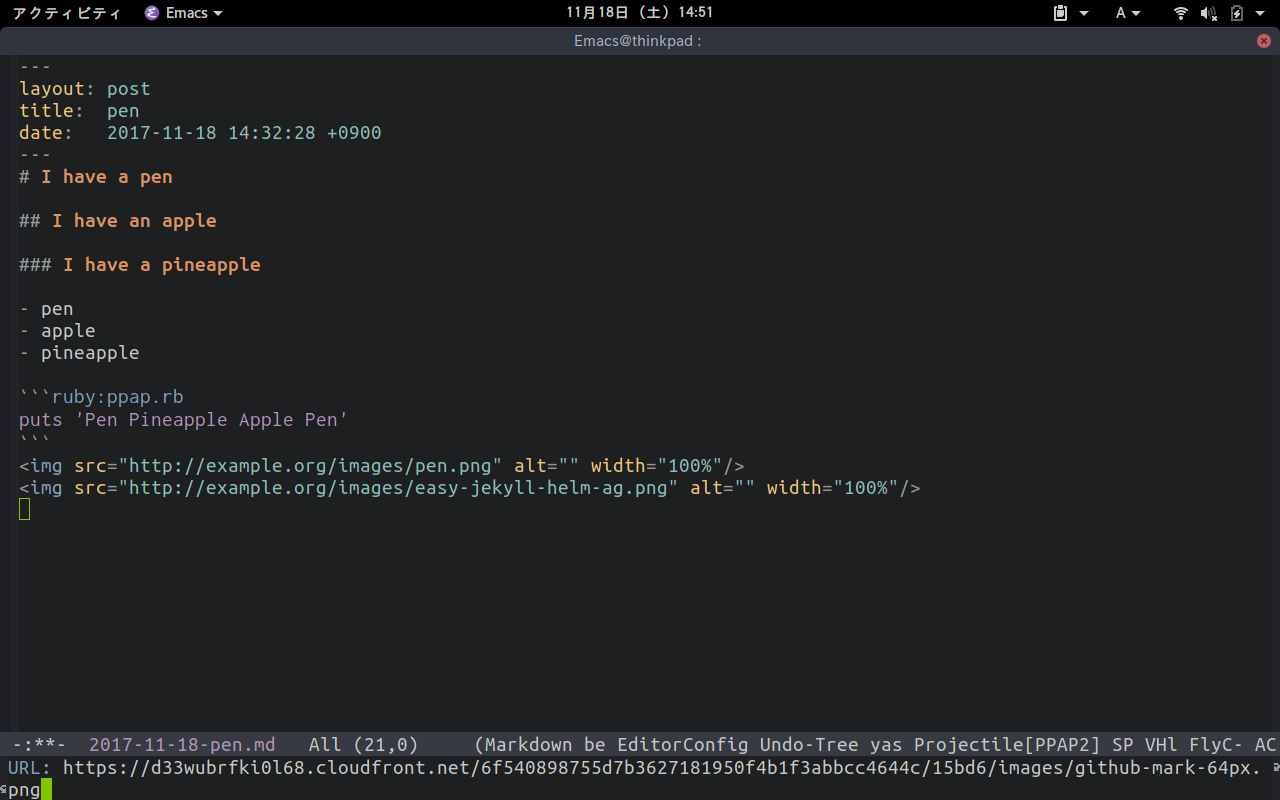 アクティビティ Emacs 11月18日 (土) 14:51 A
Emacs@thinkpad :
---
layout: post
title:  pen
date:   2017-11-18 14:32:28 +0900
---
# I have a pen
## I have an apple
### I have a pineapple
- pen
- apple
- pineapple
```ruby:ppap.rb
puts 'Pen Pineapple Apple Pen'
```
<img src="http://example.org/images/pen.png" alt="" width="100%"/>
<img src="http://example.org/images/easy-jekyll-helm-ag.png" alt="" width="100%"/>
-:**-  2017-11-18-pen.md   All (21,0)     (Markdown be EditorConfig Undo-Tree yas Projectile[PPAP2] SP VHl FlyC- AC
URL: https://d33wubrfki0l68.cloudfront.net/6f540898755d7b3627181950f4b1f3abbcc4644c/15bd6/images/github-mark-64px.
png